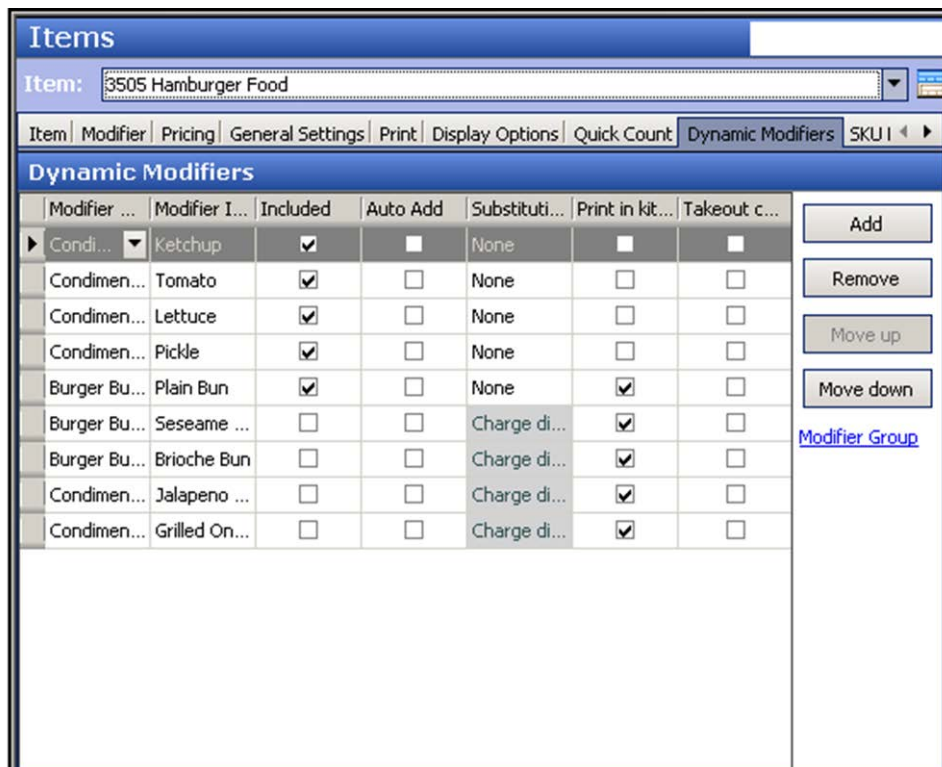 Items
Item: 3505 Hamburger Food
Item Modifier Pricing General Settings Print Display Options Quick Count Dynamic Modifiers SKU I
Dynamic Modifiers
Modifier ... Modifier I... Included Auto Add Substituti... Print in kit... Takeout c... Add
Condi... Ketchup None
Condimen... Tomato None Remove
Condimen... Lettuce None
Condimen... Pickle None Move up
Burger Bu... Plain Bun None Move down
Burger Bu... Seseame ... Charge di... Modifier Group
Burger Bu... Brioche Bun Charge di...
Condimen... Jalapeno ... Charge di...
Condimen... Grilled On... Charge di...